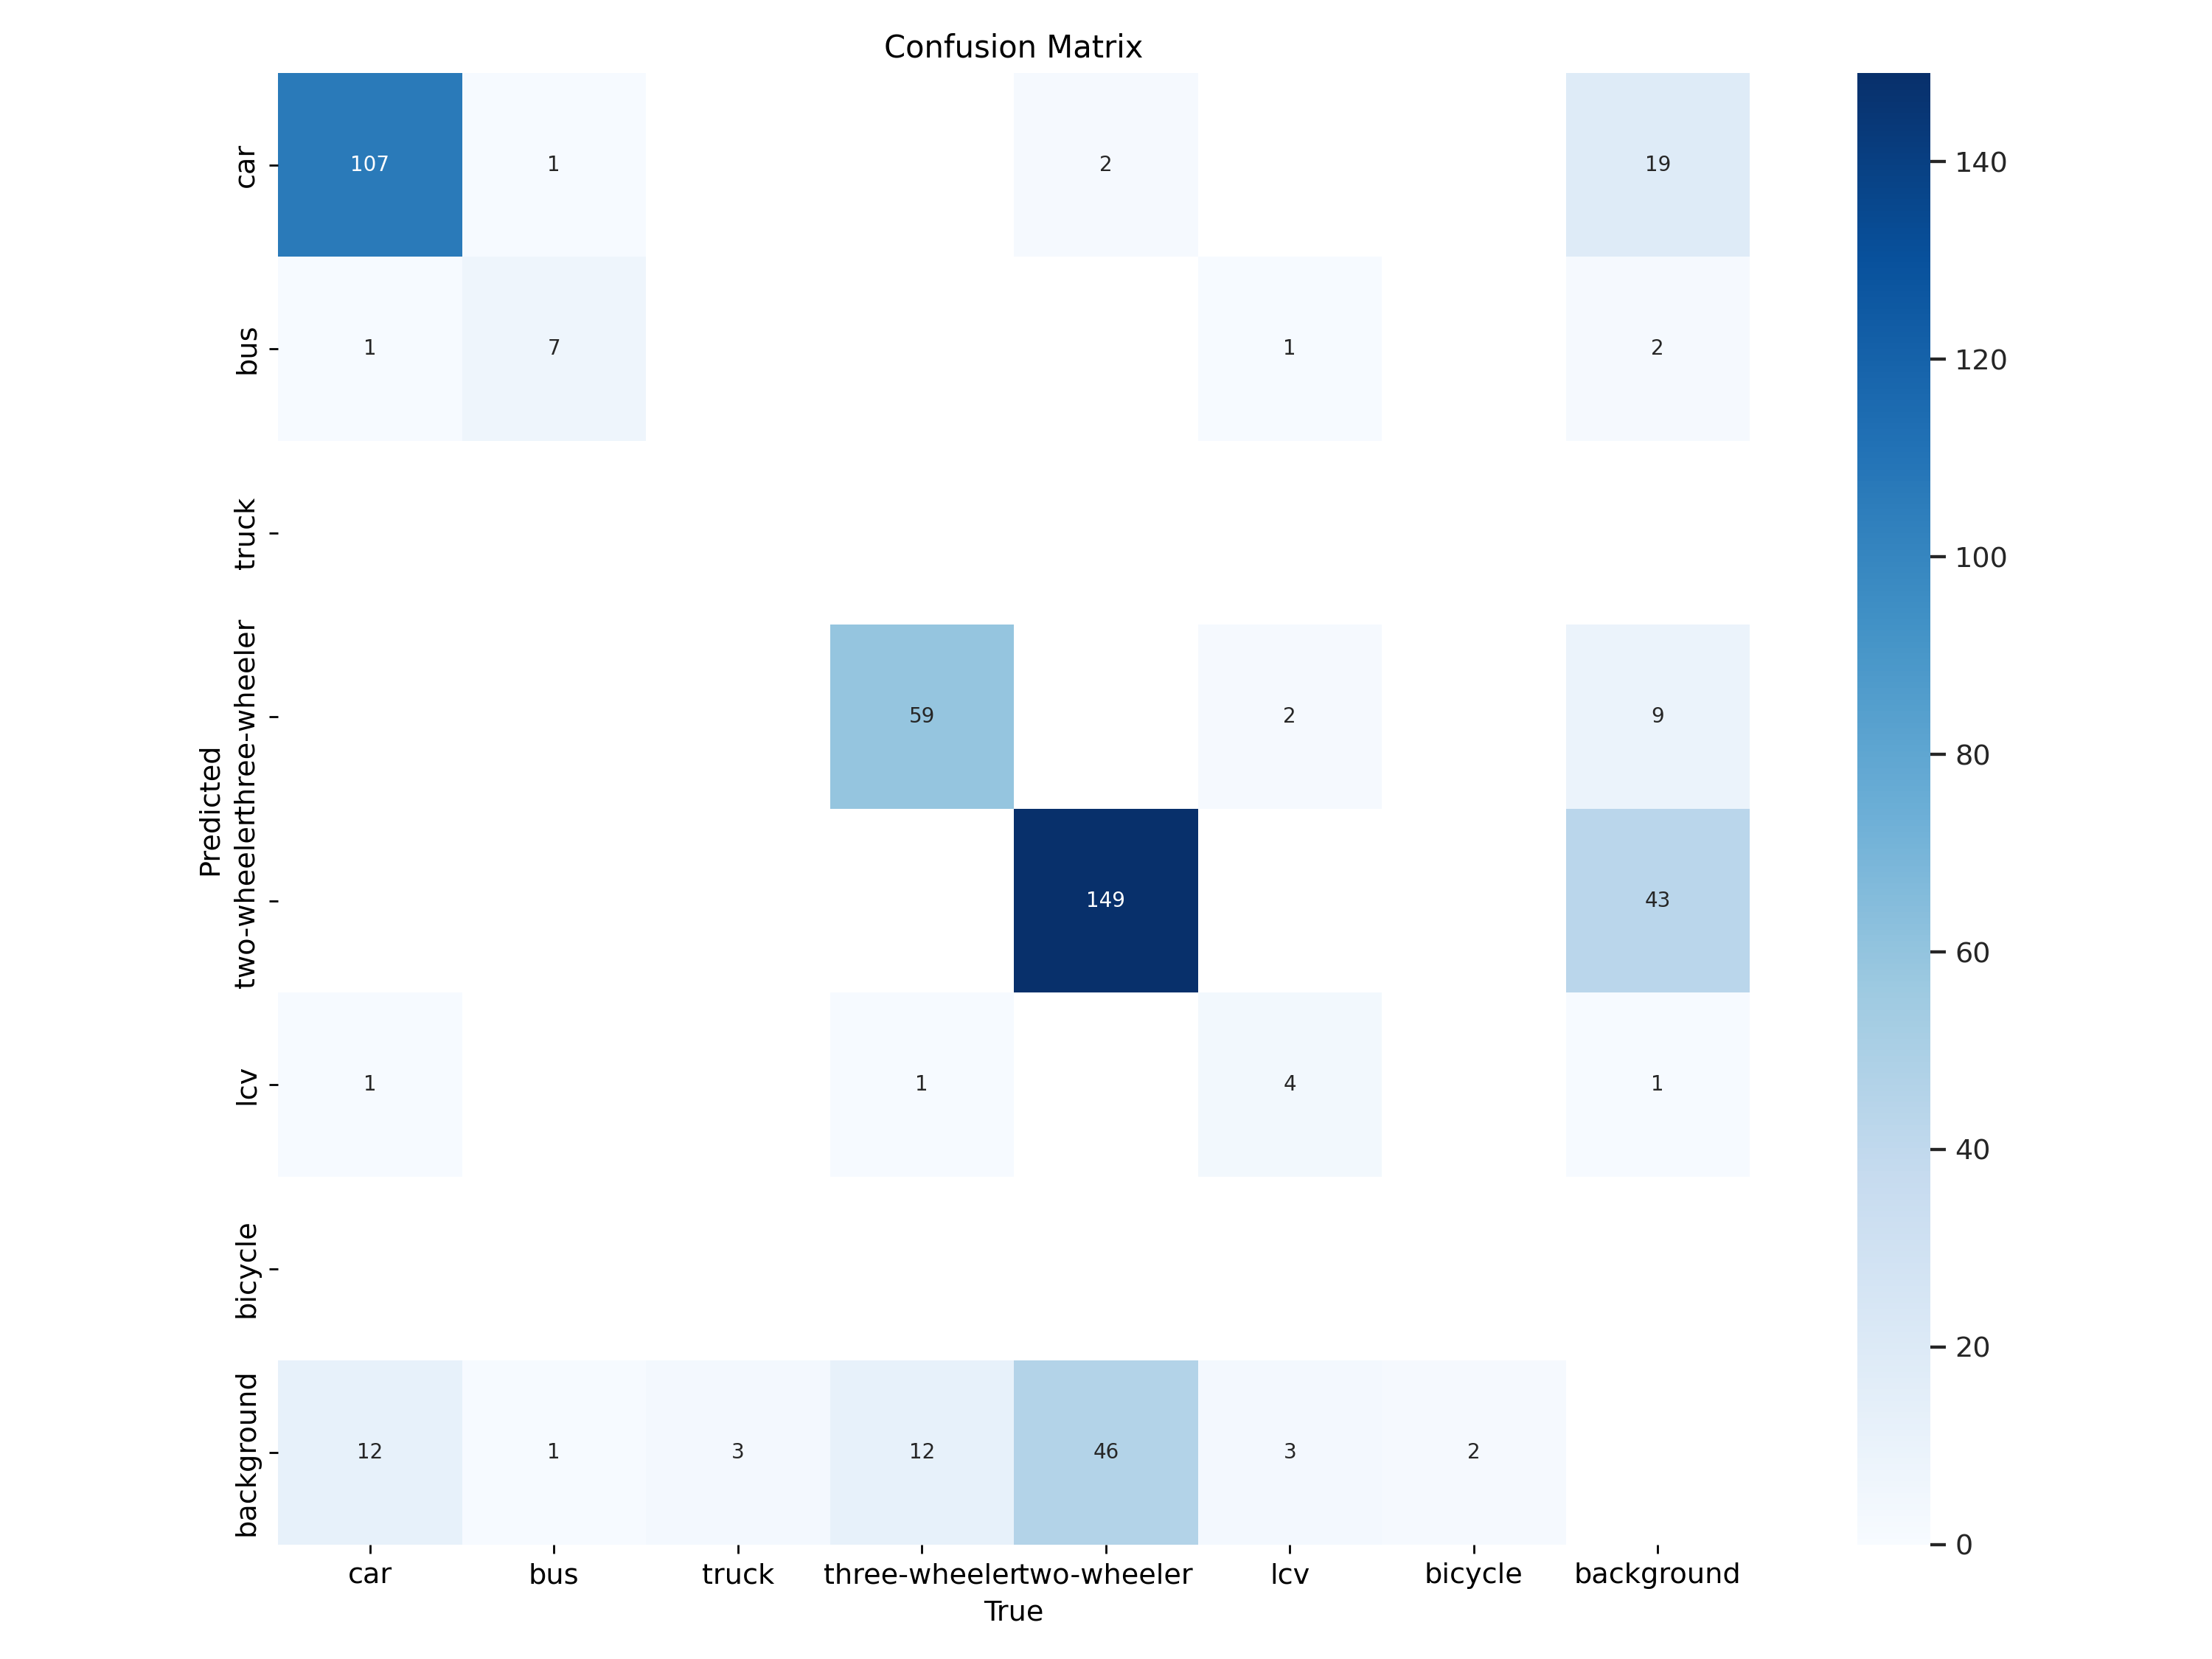 Confusion Matrix
car
107
1
2
19
140
bus
1
7
1
2
120
truck
100
three-wheeler
59
2
9
80
Predicted
two-wheeler
149
43
60
lcv
1
1
4
1
40
bicycle
20
background
12
1
3
12
46
3
2
0
car
bus
truck
three-wheeler
two-wheeler
lcv
bicycle
background
True